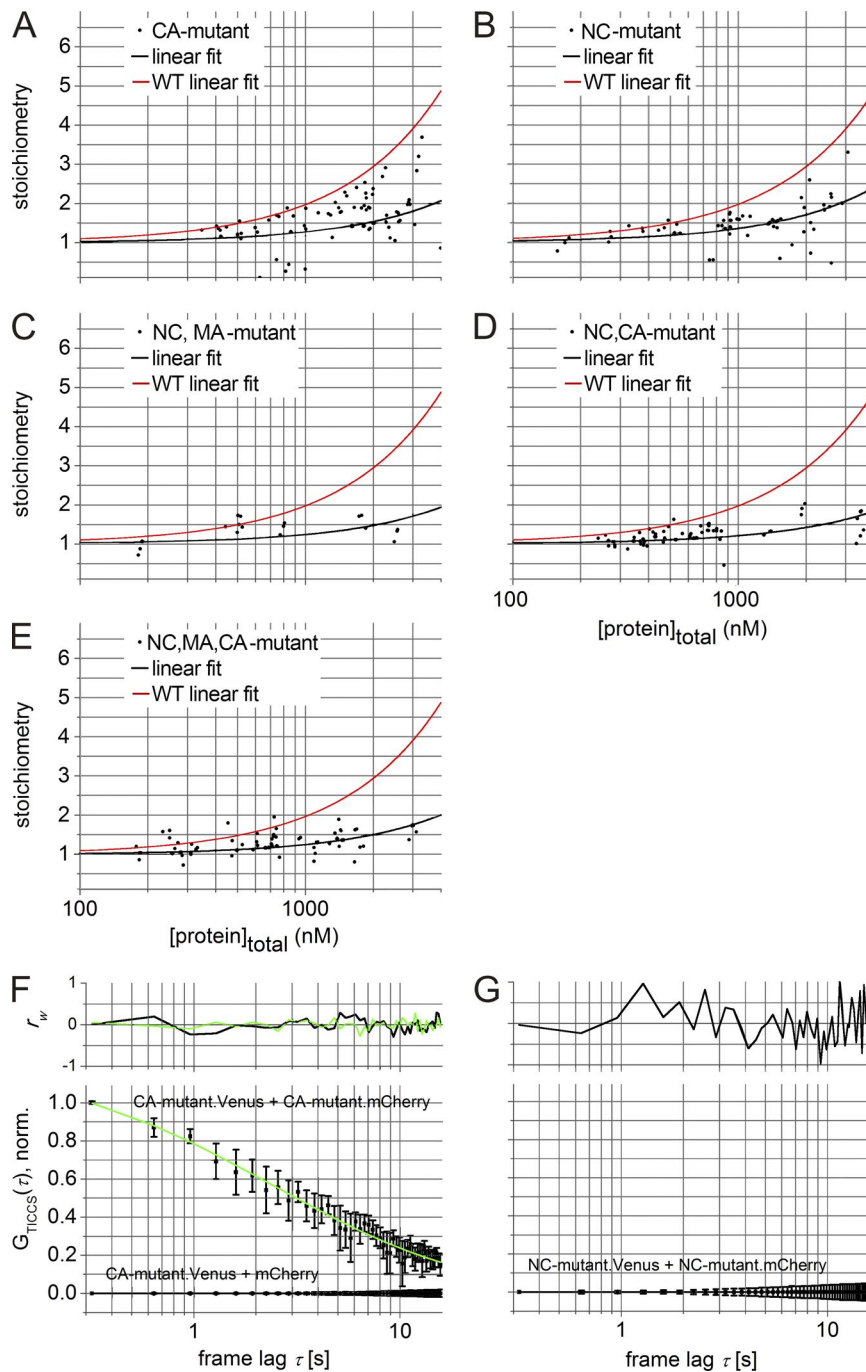 A
6
5
4
3
2
1
stoichiometry
CA-mutant
linear fit
WT linear fit
B
NC-mutant
linear fit
WT linear fit
C
6
5
4
3
2
1
stoichiometry
NC, MA-mutant
linear fit
WT linear fit
D
NC,CA-mutant
linear fit
WT linear fit
100 1000
[protein]total (nM)
E
6
5
4
3
2
1
stoichiometry
NC,MA,CA-mutant
linear fit
WT linear fit
100 1000
[protein]total (nM)
F
1
0
-1
rw
1.0
0.8
0.6
0.4
0.2
0.0
GTICCS(τ), norm.
CA-mutant.Venus + CA-mutant.mCherry
CA-mutant.Venus + mCherry
1 10
frame lag τ [s]
G
NC-mutant.Venus + NC-mutant.mCherry
1 10
frame lag τ [s]